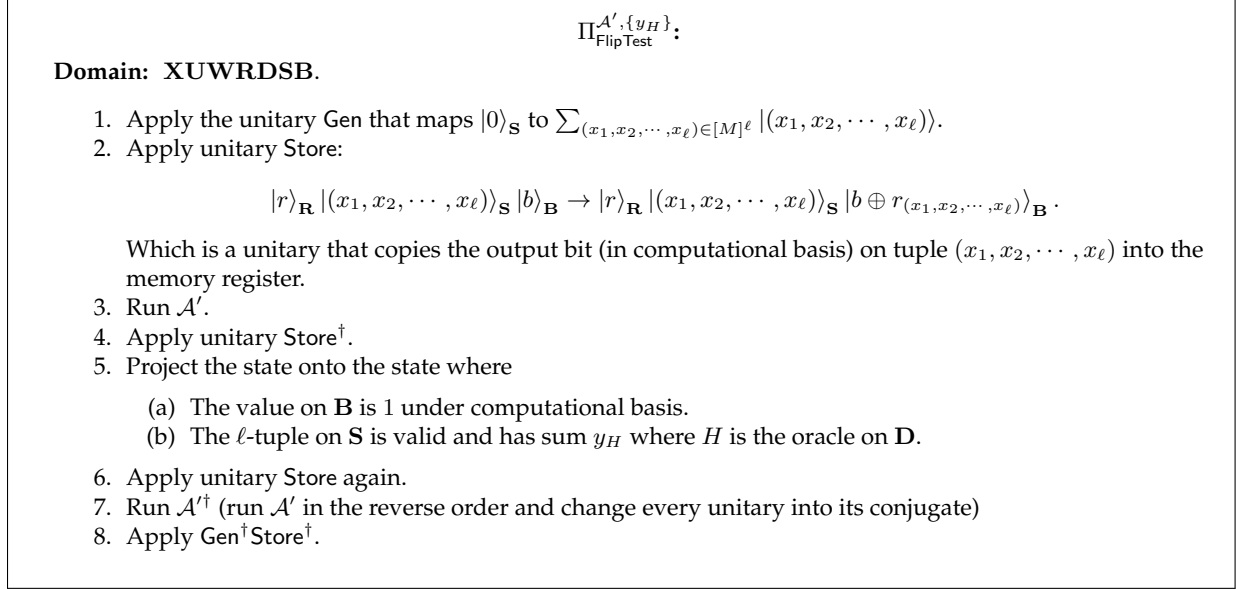 Π^{𝒜′,{y_H}}_{FlipTest}:
Domain: XUWRDSB.
1. Apply the unitary Gen that maps |0⟩_S to ∑_{(x_1,x_2,⋯,x_ℓ)∈[M]^ℓ} |(x_1, x_2, ⋯ , x_ℓ)⟩.
2. Apply unitary Store:
|r⟩_R |(x_1, x_2, ⋯ , x_ℓ)⟩_S |b⟩_B → |r⟩_R |(x_1, x_2, ⋯ , x_ℓ)⟩_S |b ⊕ r_{(x_1,x_2,⋯,x_ℓ)}⟩_B .
Which is a unitary that copies the output bit (in computational basis) on tuple (x_1, x_2, ⋯ , x_ℓ) into the
memory register.
3. Run 𝒜′.
4. Apply unitary Store†.
5. Project the state onto the state where
(a) The value on B is 1 under computational basis.
(b) The ℓ-tuple on S is valid and has sum y_H where H is the oracle on D.
6. Apply unitary Store again.
7. Run 𝒜′† (run 𝒜′ in the reverse order and change every unitary into its conjugate)
8. Apply Gen†Store†.